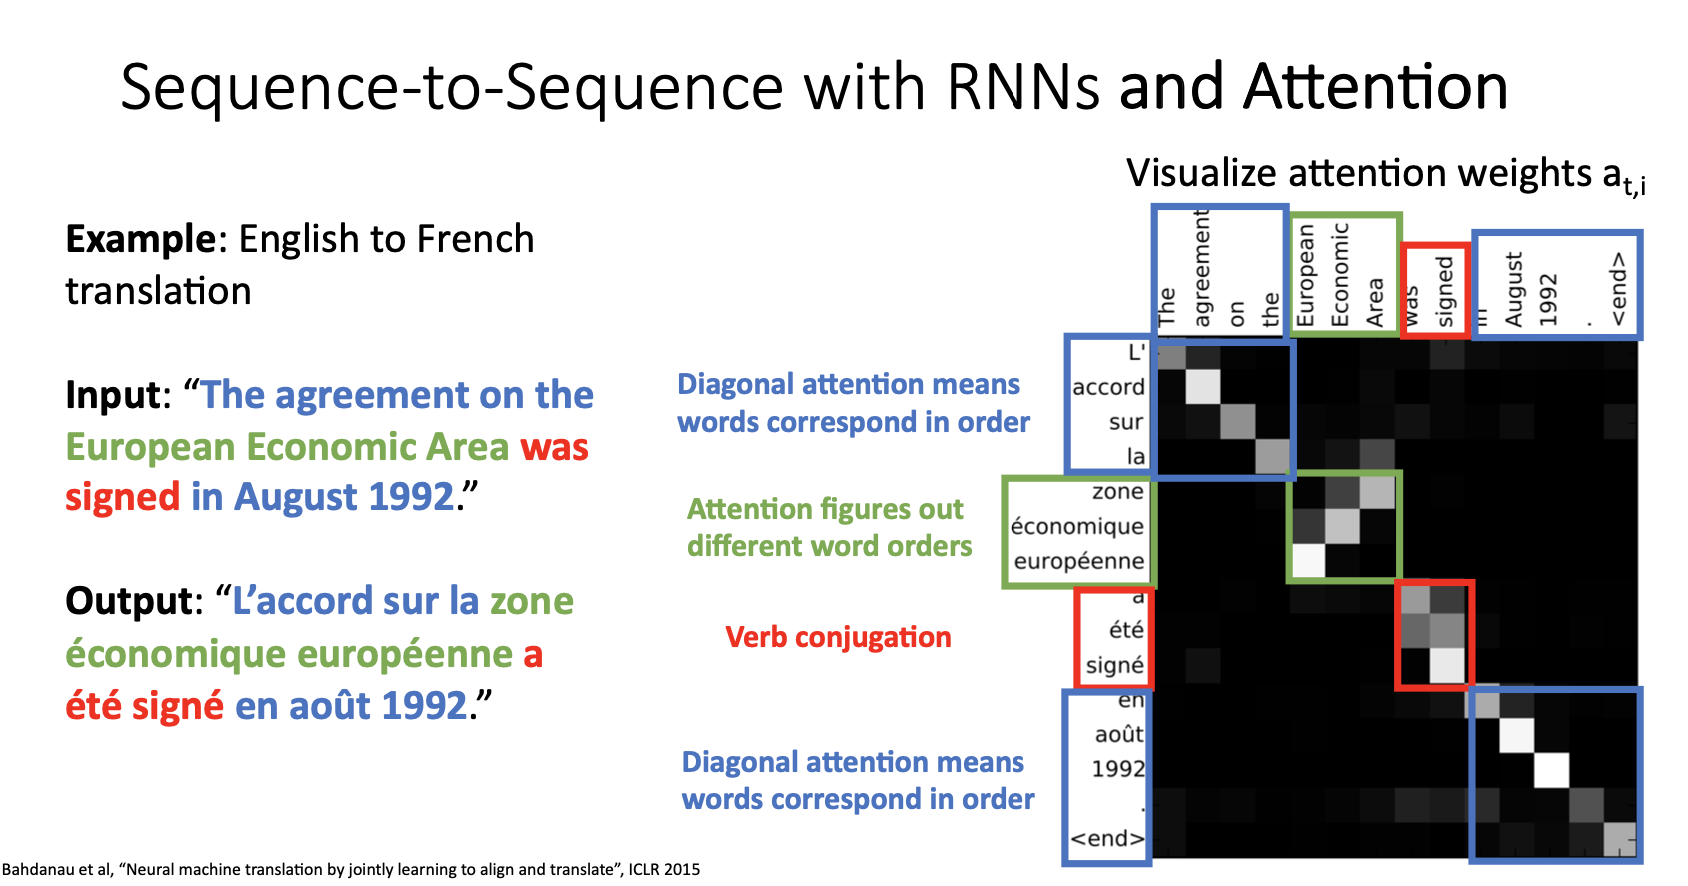 Sequence-to-Sequence with RNNs and Attention
Example: English to French
translation
Input: “The agreement on the
European Economic Area was
signed in August 1992.”
Output: “L’accord sur la zone
économique européenne a
été signé en août 1992.”
Diagonal attention means
words correspond in order
Attention figures out
different word orders
Verb conjugation
Diagonal attention means
words correspond in order
Visualize attention weights a_t,i
The
agreement
on
the
European
Economic
Area
was
signed
in
August
1992
.
<end>
L'
accord
sur
la
zone
économique
européenne
a
été
signé
en
août
1992
.
<end>
Bahdanau et al, “Neural machine translation by jointly learning to align and translate”, ICLR 2015